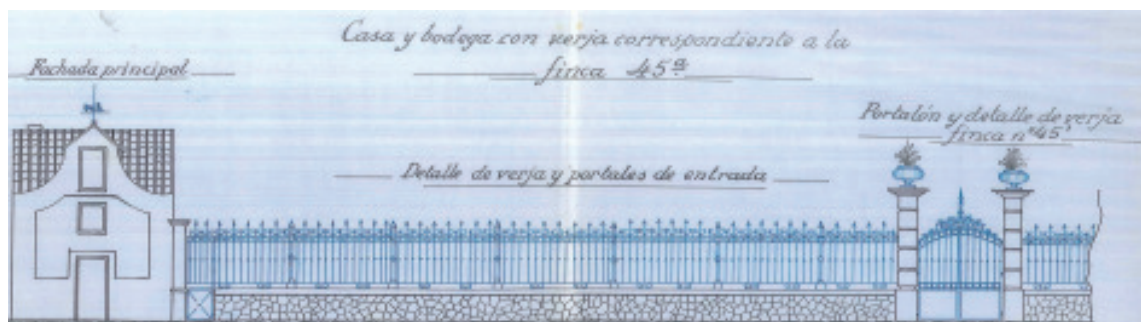 Casa y bodega con verja correspondiente a la
finca 45ª
Fachada principal
Portalón y detalle de verja
finca nº 45
Detalle de verja y portales de entrada